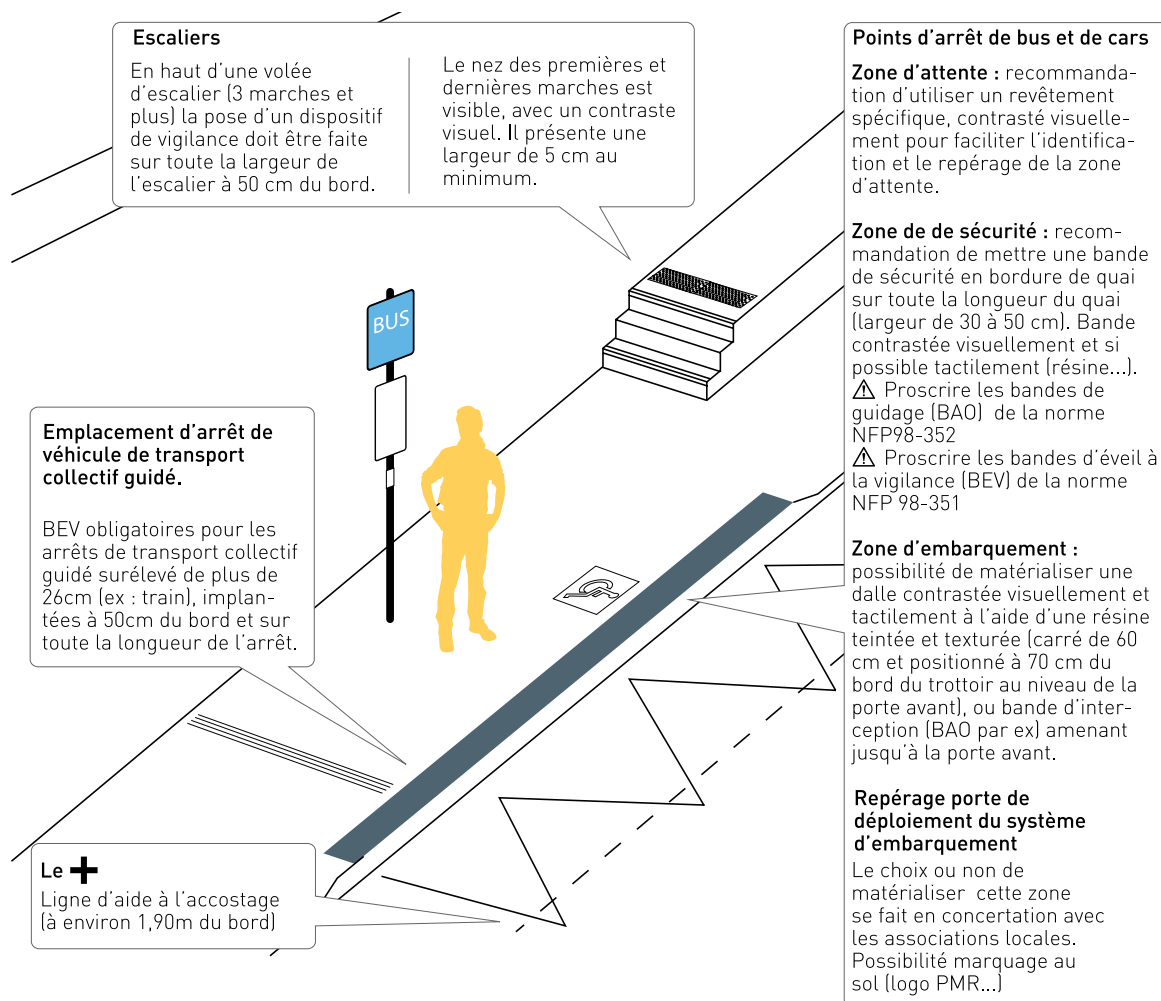 Escaliers
En haut d'une volée
d'escalier (3 marches et
plus) la pose d'un dispositif
de vigilance doit être faite
sur toute la largeur de
l'escalier à 50 cm du bord.
Le nez des premières et
dernières marches est
visible, avec un contraste
visuel. Il présente une
largeur de 5 cm au
minimum.
BUS
Emplacement d'arrêt de
véhicule de transport
collectif guidé.
BEV obligatoires pour les
arrêts de transport collectif
guidé surélevé de plus de
26cm (ex : train), implan-
tées à 50cm du bord et sur
toute la longueur de l'arrêt.
Le +
Ligne d'aide à l'accostage
(à environ 1,90m du bord)
Points d'arrêt de bus et de cars
Zone d'attente : recommanda-
tion d'utiliser un revêtement
spécifique, contrasté visuelle-
ment pour faciliter l'identifica-
tion et le repérage de la zone
d'attente.
Zone de de sécurité : recom-
mandation de mettre une bande
de sécurité en bordure de quai
sur toute la longueur du quai
(largeur de 30 à 50 cm). Bande
contrastée visuellement et si
possible tactilement (résine...).
⚠ Proscrire les bandes de
guidage (BAO) de la norme
NFP98-352
⚠ Proscrire les bandes d'éveil à
la vigilance (BEV) de la norme
NFP 98-351
Zone d'embarquement :
possibilité de matérialiser une
dalle contrastée visuellement et
tactilement à l'aide d'une résine
teintée et texturée (carré de 60
cm et positionné à 70 cm du
bord du trottoir au niveau de la
porte avant), ou bande d'inter-
ception (BAO par ex) amenant
jusqu'à la porte avant.
Repérage porte de
déploiement du système
d'embarquement
Le choix ou non de
matérialiser cette zone
se fait en concertation avec
les associations locales.
Possibilité marquage au
sol (logo PMR...)